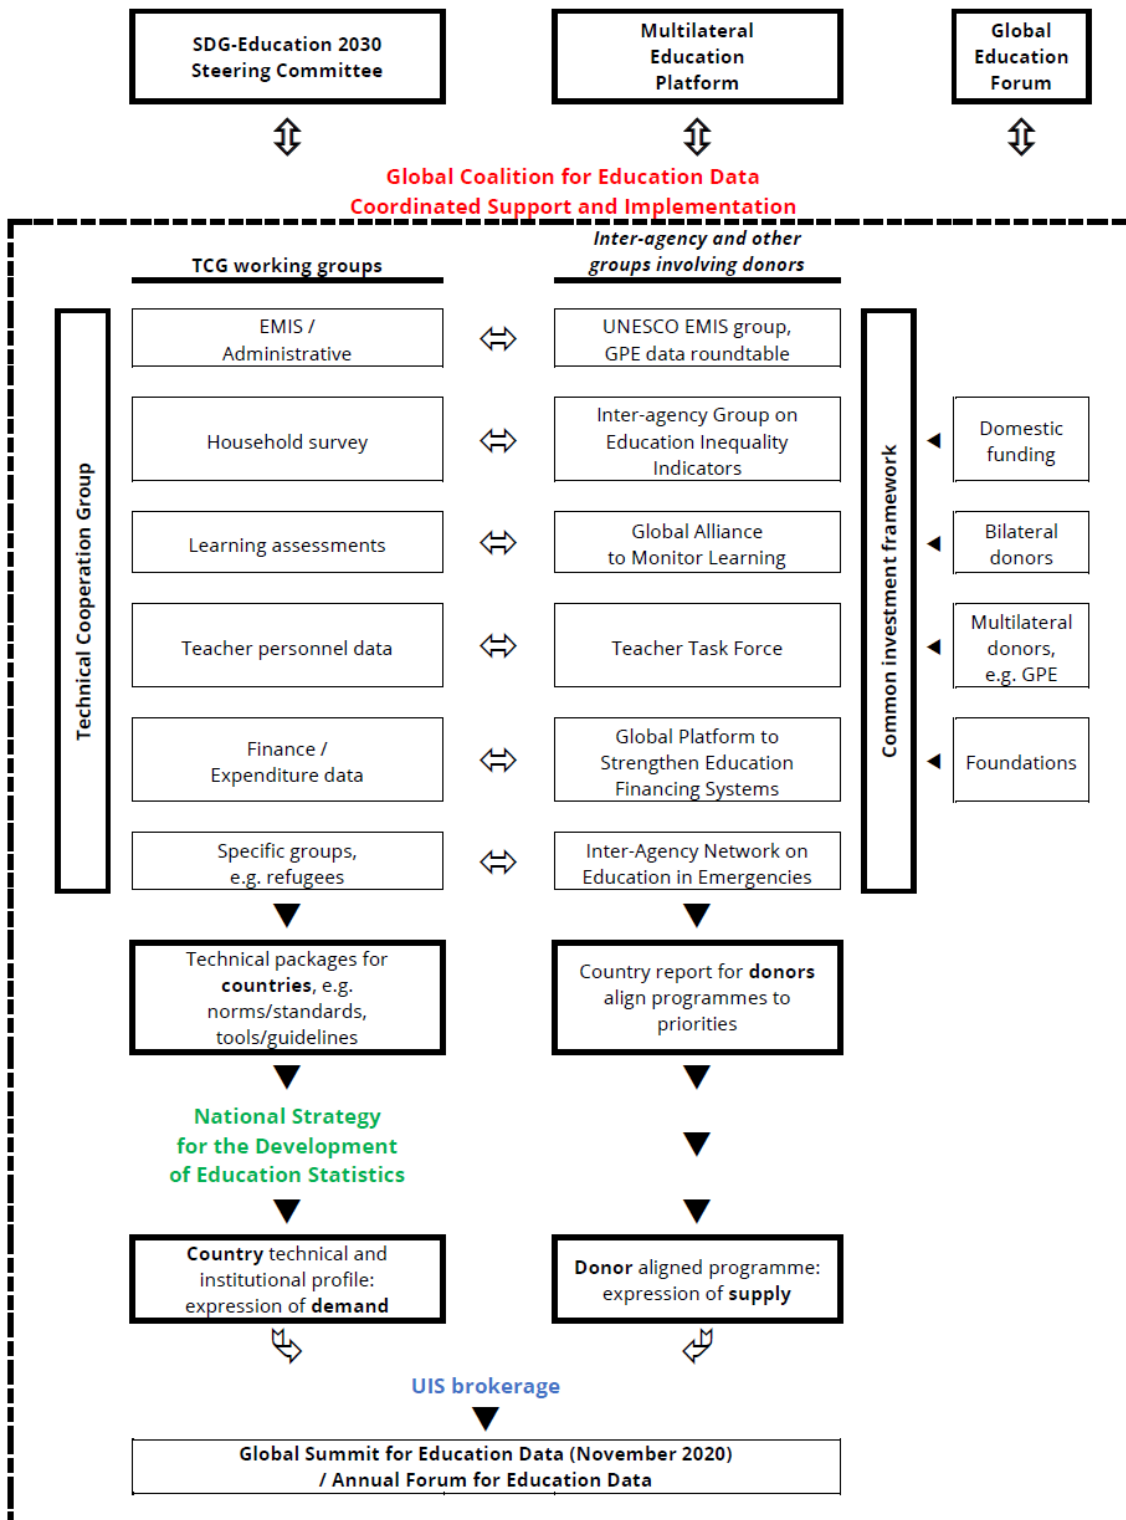 SDG-Education 2030
Steering Committee
Multilateral
Education
Platform
Global
Education
Forum
Global Coalition for Education Data
Coordinated Support and Implementation
TCG working groups
Inter-agency and other
groups involving donors
Technical Cooperation Group
EMIS /
Administrative
UNESCO EMIS group,
GPE data roundtable
Household survey
Inter-agency Group on
Education Inequality
Indicators
Learning assessments
Global Alliance
to Monitor Learning
Teacher personnel data
Teacher Task Force
Finance /
Expenditure data
Global Platform to
Strengthen Education
Financing Systems
Specific groups,
e.g. refugees
Inter-Agency Network on
Education in Emergencies
Common investment framework
Domestic
funding
Bilateral
donors
Multilateral
donors,
e.g. GPE
Foundations
Technical packages for
countries, e.g.
norms/standards,
tools/guidelines
Country report for donors
align programmes to
priorities
National Strategy
for the Development
of Education Statistics
Country technical and
institutional profile:
expression of demand
Donor aligned programme:
expression of supply
UIS brokerage
Global Summit for Education Data (November 2020)
/ Annual Forum for Education Data